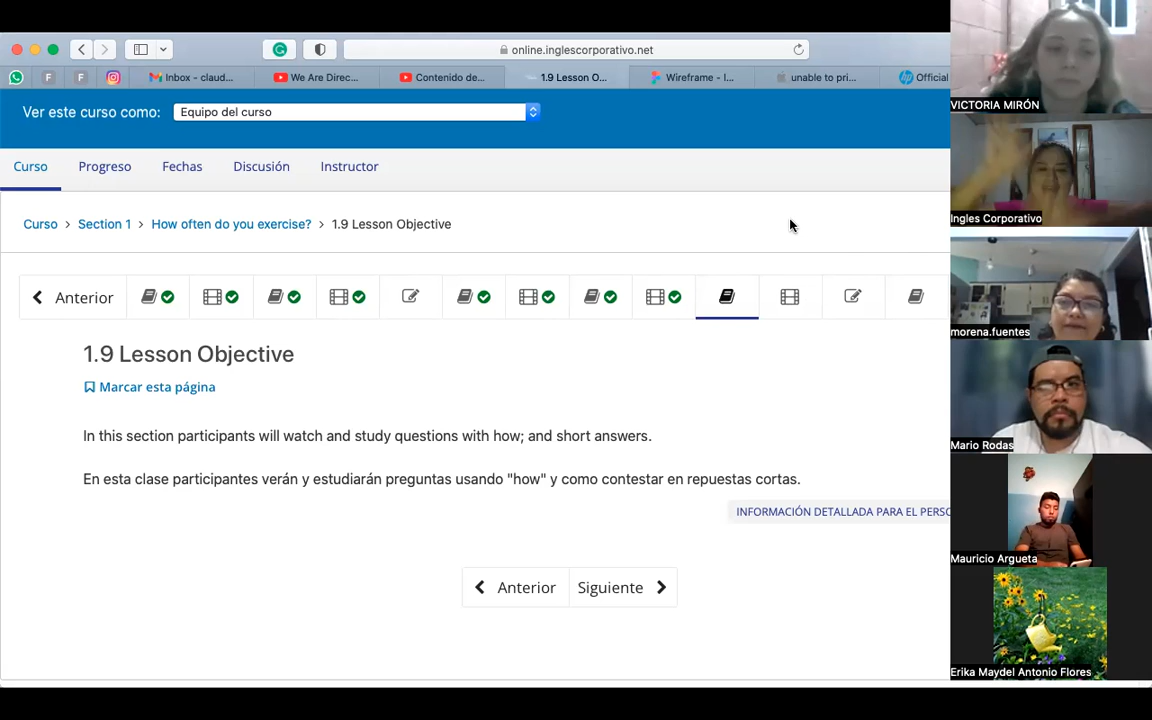 online.inglescorporativo.net
F
F
Inbox - claud...
We Are Direc...
Contenido de...
1.9 Lesson O...
Wireframe - I...
unable to pri...
hp Official
Ver este curso como:
Equipo del curso
Curso
Progreso
Fechas
Discusión
Instructor
Curso > Section 1 > How often do you exercise? > 1.9 Lesson Objective
Anterior
1.9 Lesson Objective
Marcar esta página
In this section participants will watch and study questions with how; and short answers.
En esta clase participantes verán y estudiarán preguntas usando "how" y como contestar en repuestas cortas.
INFORMACIÓN DETALLADA PARA EL PERSO
Anterior
Siguiente
VICTORIA MIRÓN
Ingles Corporativo
morena.fuentes
Mario Rodas
Mauricio Argueta
Erika Maydel Antonio Flores